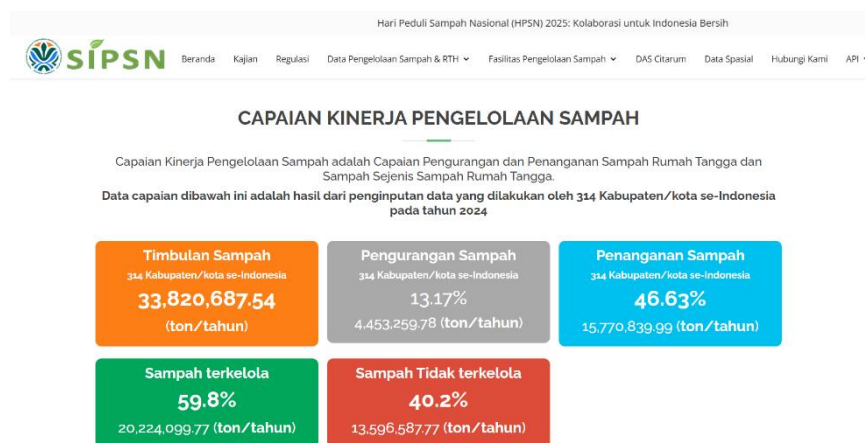 Hari Peduli Sampah Nasional (HPSN) 2025: Kolaborasi untuk Indonesia Bersih
SIPSN
Beranda Kajian Regulasi Data Pengelolaan Sampah & RTH Fasilitas Pengelolaan Sampah DAS Citarum Data Spasial Hubungi Kami API
CAPAIAN KINERJA PENGELOLAAN SAMPAH
Capaian Kinerja Pengelolaan Sampah adalah Capaian Pengurangan dan Penanganan Sampah Rumah Tangga dan
Sampah Sejenis Sampah Rumah Tangga.
Data capaian dibawah ini adalah hasil dari penginputan data yang dilakukan oleh 314 Kabupaten/kota se-Indonesia
pada tahun 2024
Timbulan Sampah
314 Kabupaten/kota se-Indonesia
33,820,687.54
(ton/tahun)
Pengurangan Sampah
314 Kabupaten/kota se-Indonesia
13.17%
4,453,259.78 (ton/tahun)
Penanganan Sampah
314 Kabupaten/kota se-Indonesia
46.63%
15,770,839.99 (ton/tahun)
Sampah terkelola
59.8%
20,224,099.77 (ton/tahun)
Sampah Tidak terkelola
40.2%
13,596,587.77 (ton/tahun)